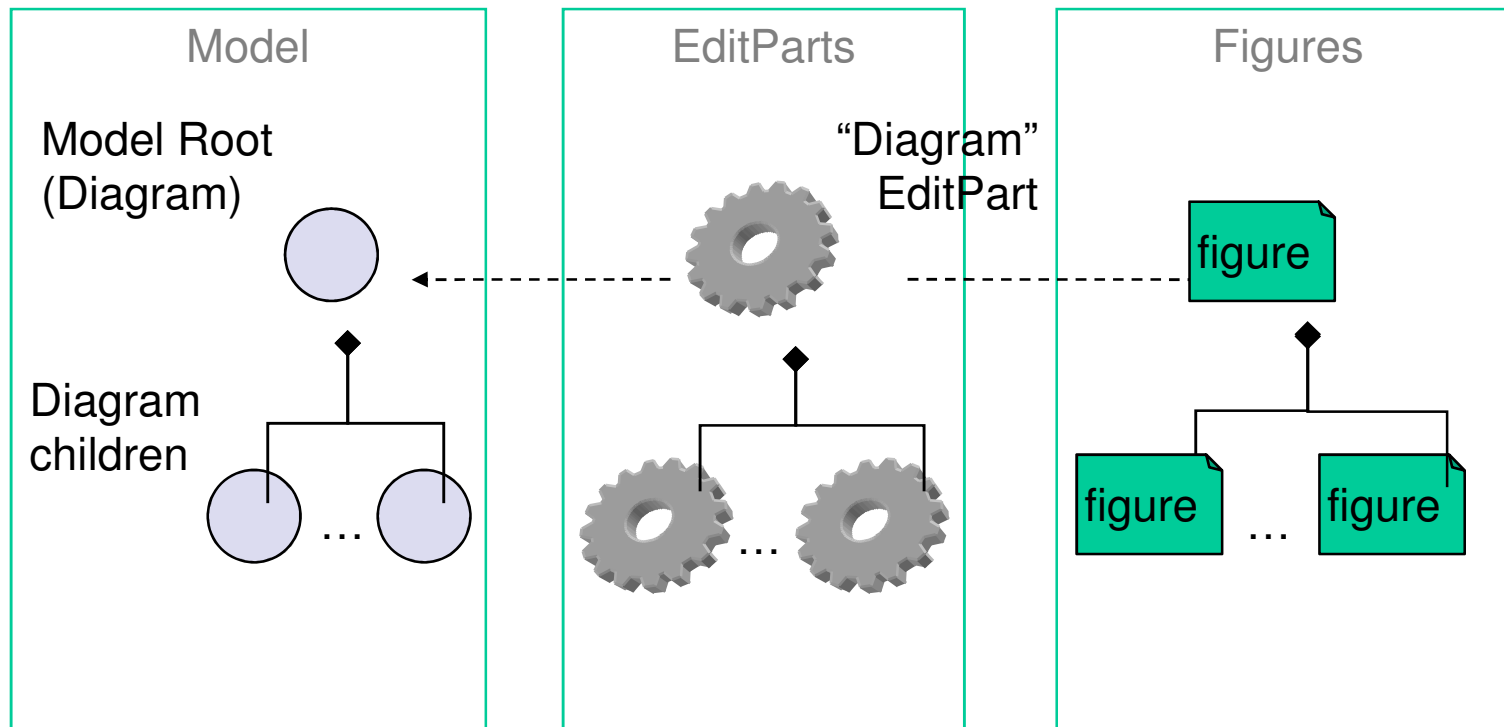 Model
EditParts
Figures
Model Root
(Diagram)
“Diagram”
EditPart
figure
Diagram
children
...
...
figure
...
figure